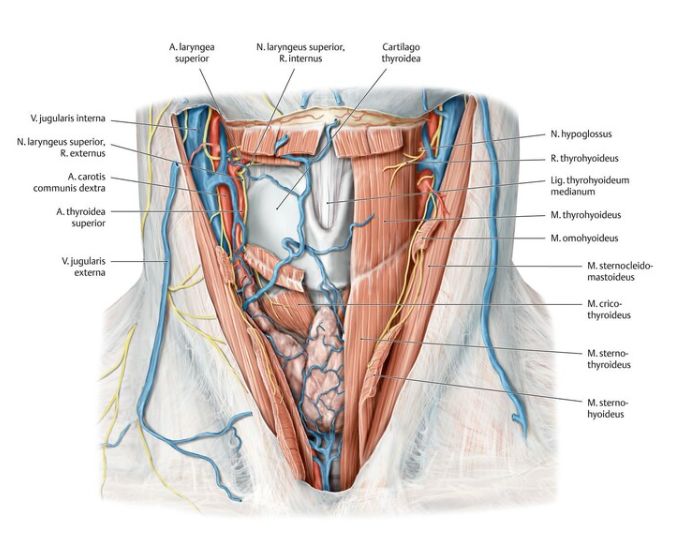 A. laryngea
superior
N. laryngeus superior,
R. internus
Cartilago
thyroidea
V. jugularis interna
N. laryngeus superior,
R. externus
A. carotis
communis dextra
A. thyroidea
superior
V. jugularis
externa
N. hypoglossus
R. thyrohyoideus
Lig. thyrohyoideum
medianum
M. thyrohyoideus
M. omohyoideus
M. sternocleido-
mastoideus
M. crico-
thyroideus
M. sterno-
thyroideus
M. sterno-
hyoideus